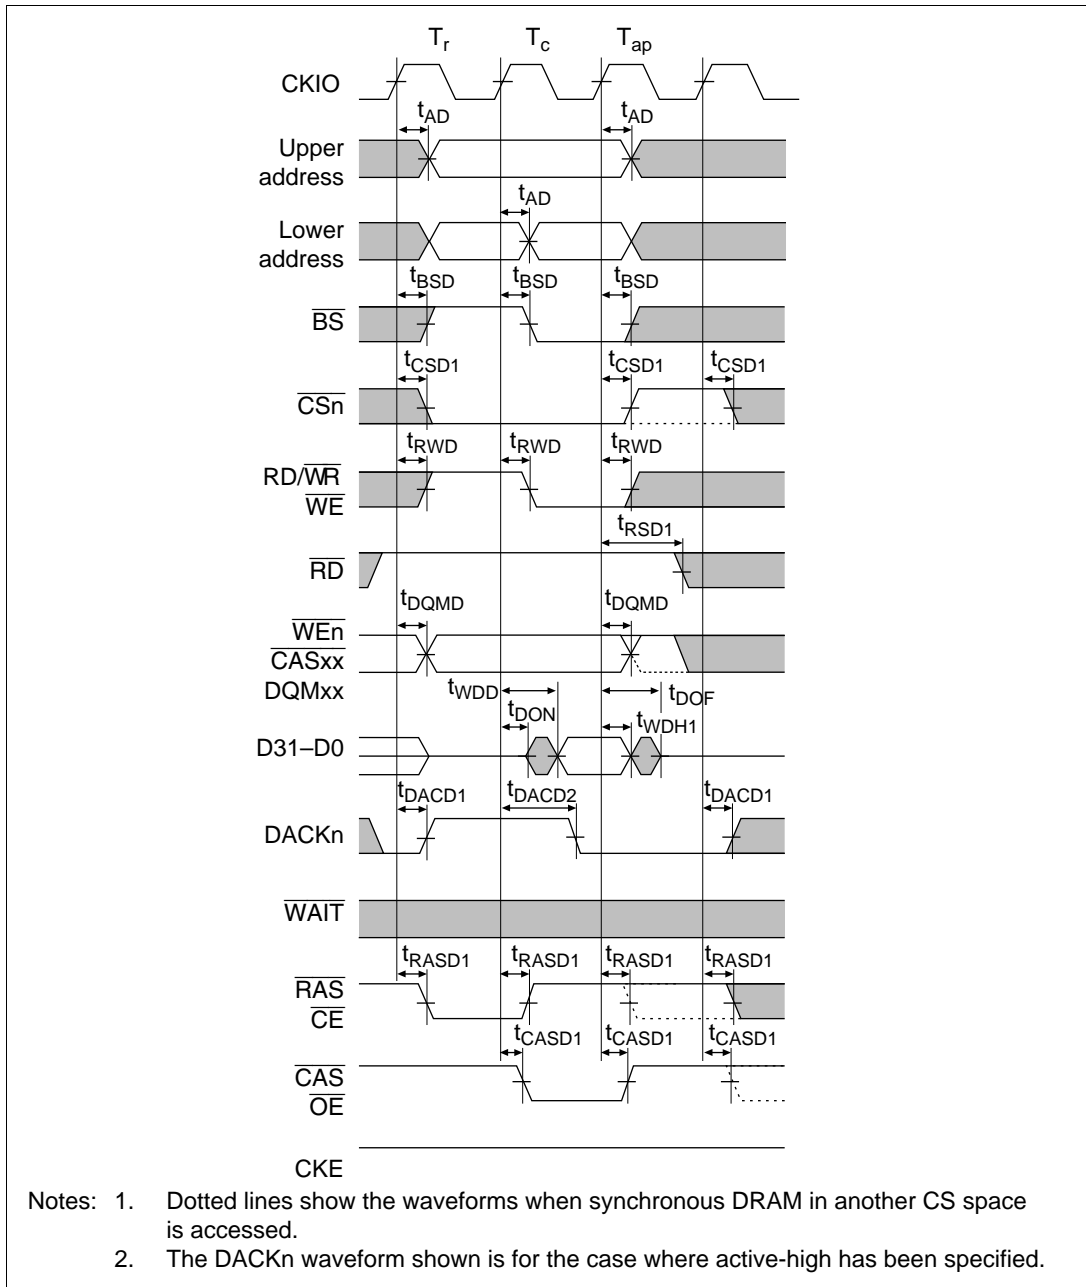 Tr Tc Tap
CKIO
tAD tAD
Upper
address
tAD
Lower
address
tBSD tBSD tBSD
BS
tCSD1 tCSD1 tCSD1
CSn
tRWD tRWD tRWD
RD/WR
WE
tRSD1
RD
tDQMD tDQMD
WEn
CASxx
DQMxx
tWDD tDOF
tDON tWDH1
D31–D0
tDACD1 tDACD2 tDACD1
DACKn
WAIT
tRASD1 tRASD1 tRASD1 tRASD1
RAS
CE
tCASD1 tCASD1 tCASD1
CAS
OE
CKE
Notes: 1. Dotted lines show the waveforms when synchronous DRAM in another CS space
is accessed.
2. The DACKn waveform shown is for the case where active-high has been specified.